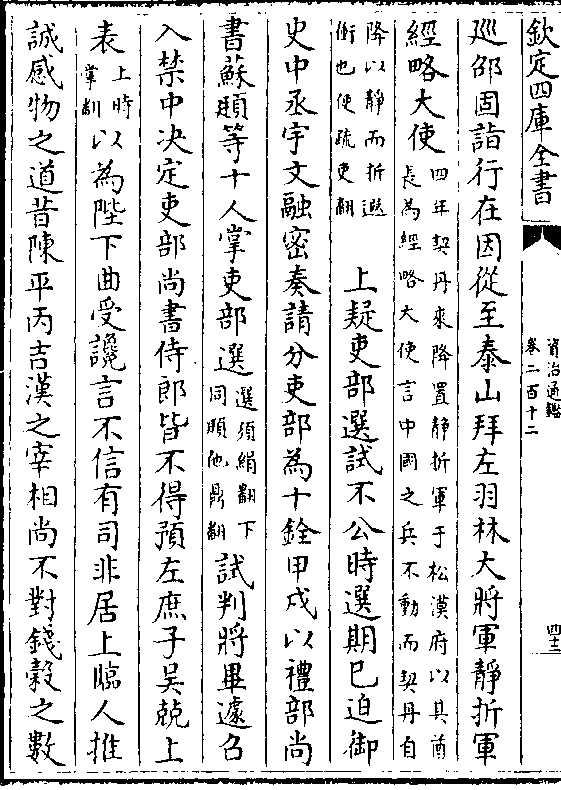 欽定四庫全書
資治通鑑
卷二百十二
四十三
廵邵固詣行在因從至泰山拜左羽林大將軍靜折軍
經略大使四年契丹來降置靜折軍于松漠府以其酋
長為經略大使言中國之兵不動而契丹自
降以靜而折遐
衝也使疏吏翻
上疑吏部選試不公時選期已迫御
史中丞宇文融密奏請分吏部為十銓甲戌以禮部尚
書蘇頲等十人掌吏部選選須絹翻下
同頲他鼎翻
試判將畢遽召
入禁中決定吏部尚書侍郎皆不得預左庶子吳兢上
表上時
掌翻
以為陛下曲受讒言不信有司非居上臨人推
誠感物之道昔陳平丙吉漢之宰相尚不對錢穀之數